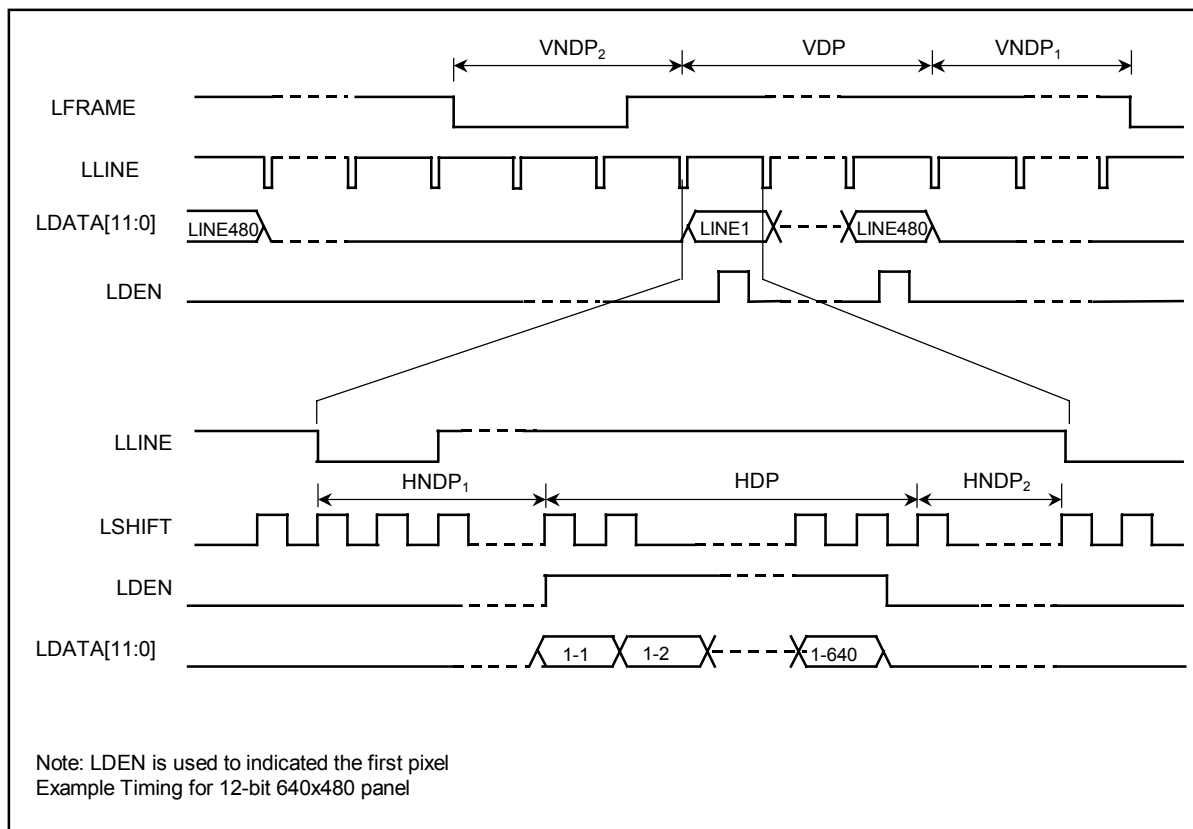 VNDP₂ VDP VNDP₁
LFRAME
LLINE
LDATA[11:0] LINE480 LINE1 LINE480
LDEN
LLINE
HNDP₁ HDP HNDP₂
LSHIFT
LDEN
LDATA[11:0] 1-1 1-2 1-640
Note: LDEN is used to indicated the first pixel
Example Timing for 12-bit 640x480 panel